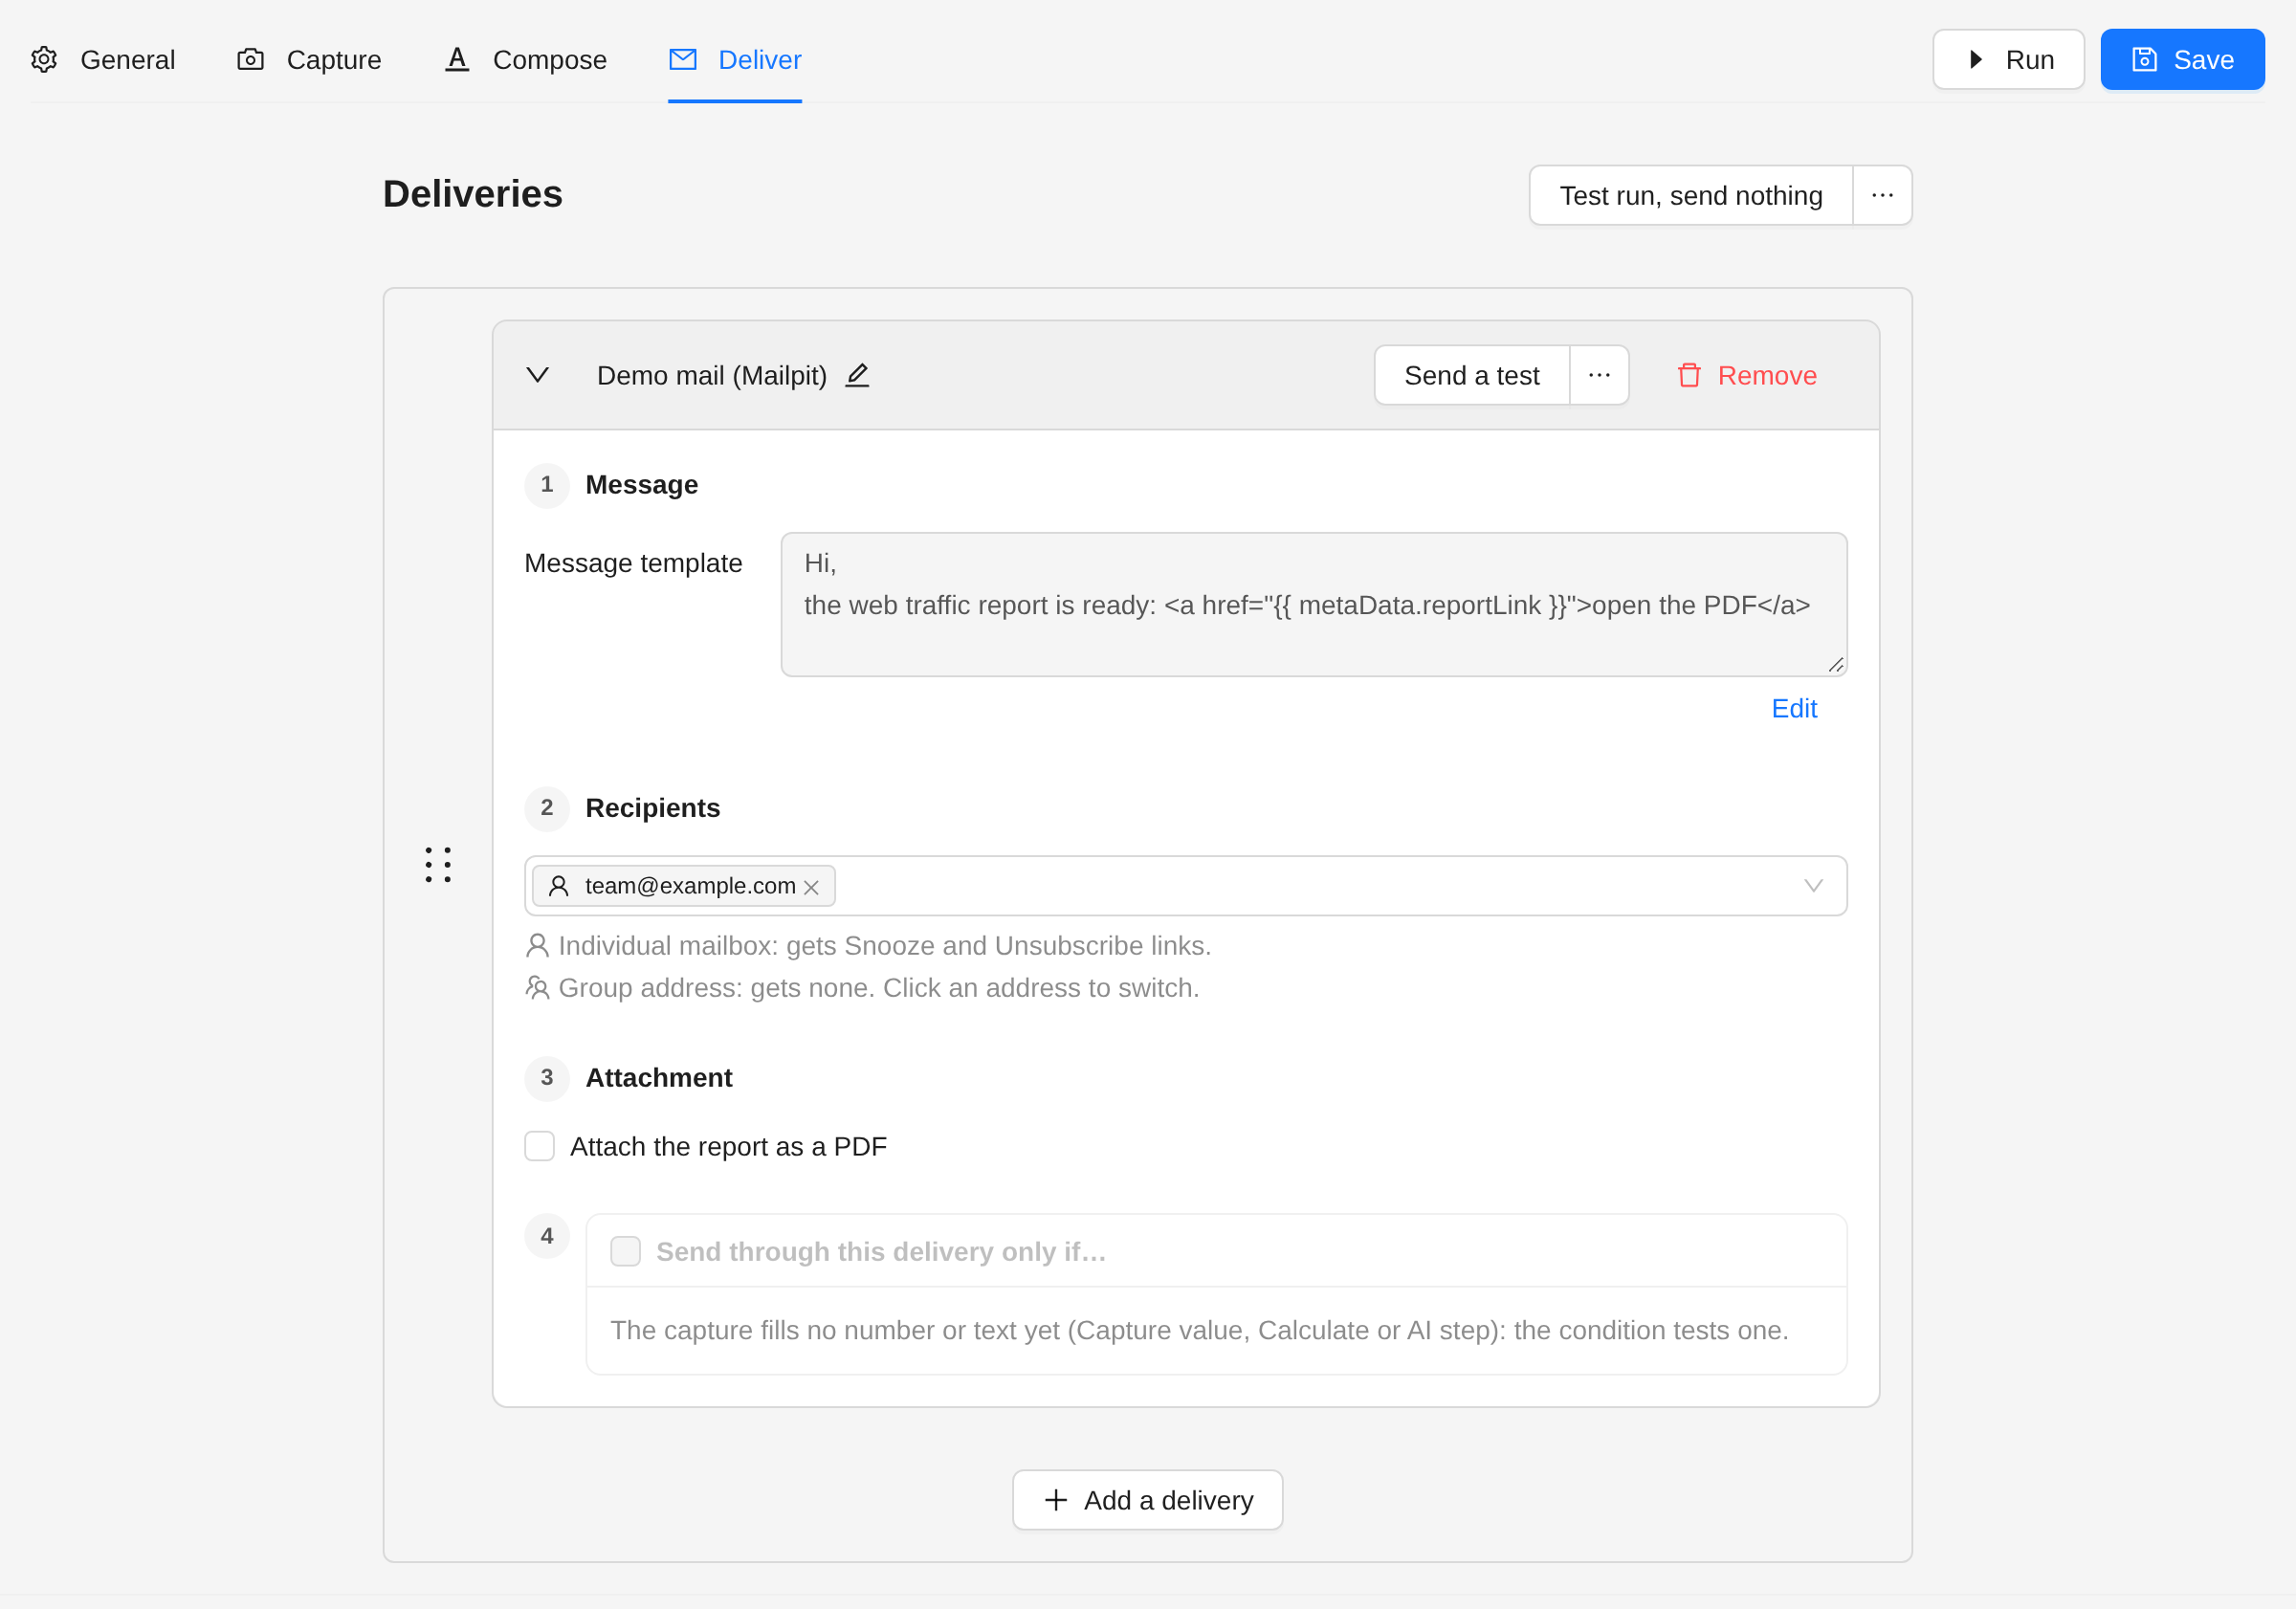 General
Capture
Compose
Deliver
Run
Save
Deliveries
Test run, send nothing
Demo mail (Mailpit)
Send a test
Remove
1 Message
Message template
Hi,
the web traffic report is ready: <a href="{{ metaData.reportLink }}">open the PDF</a>
Edit
2 Recipients
team@example.com
Individual mailbox: gets Snooze and Unsubscribe links.
Group address: gets none. Click an address to switch.
3 Attachment
Attach the report as a PDF
4 Send through this delivery only if…
The capture fills no number or text yet (Capture value, Calculate or AI step): the condition tests one.
Add a delivery